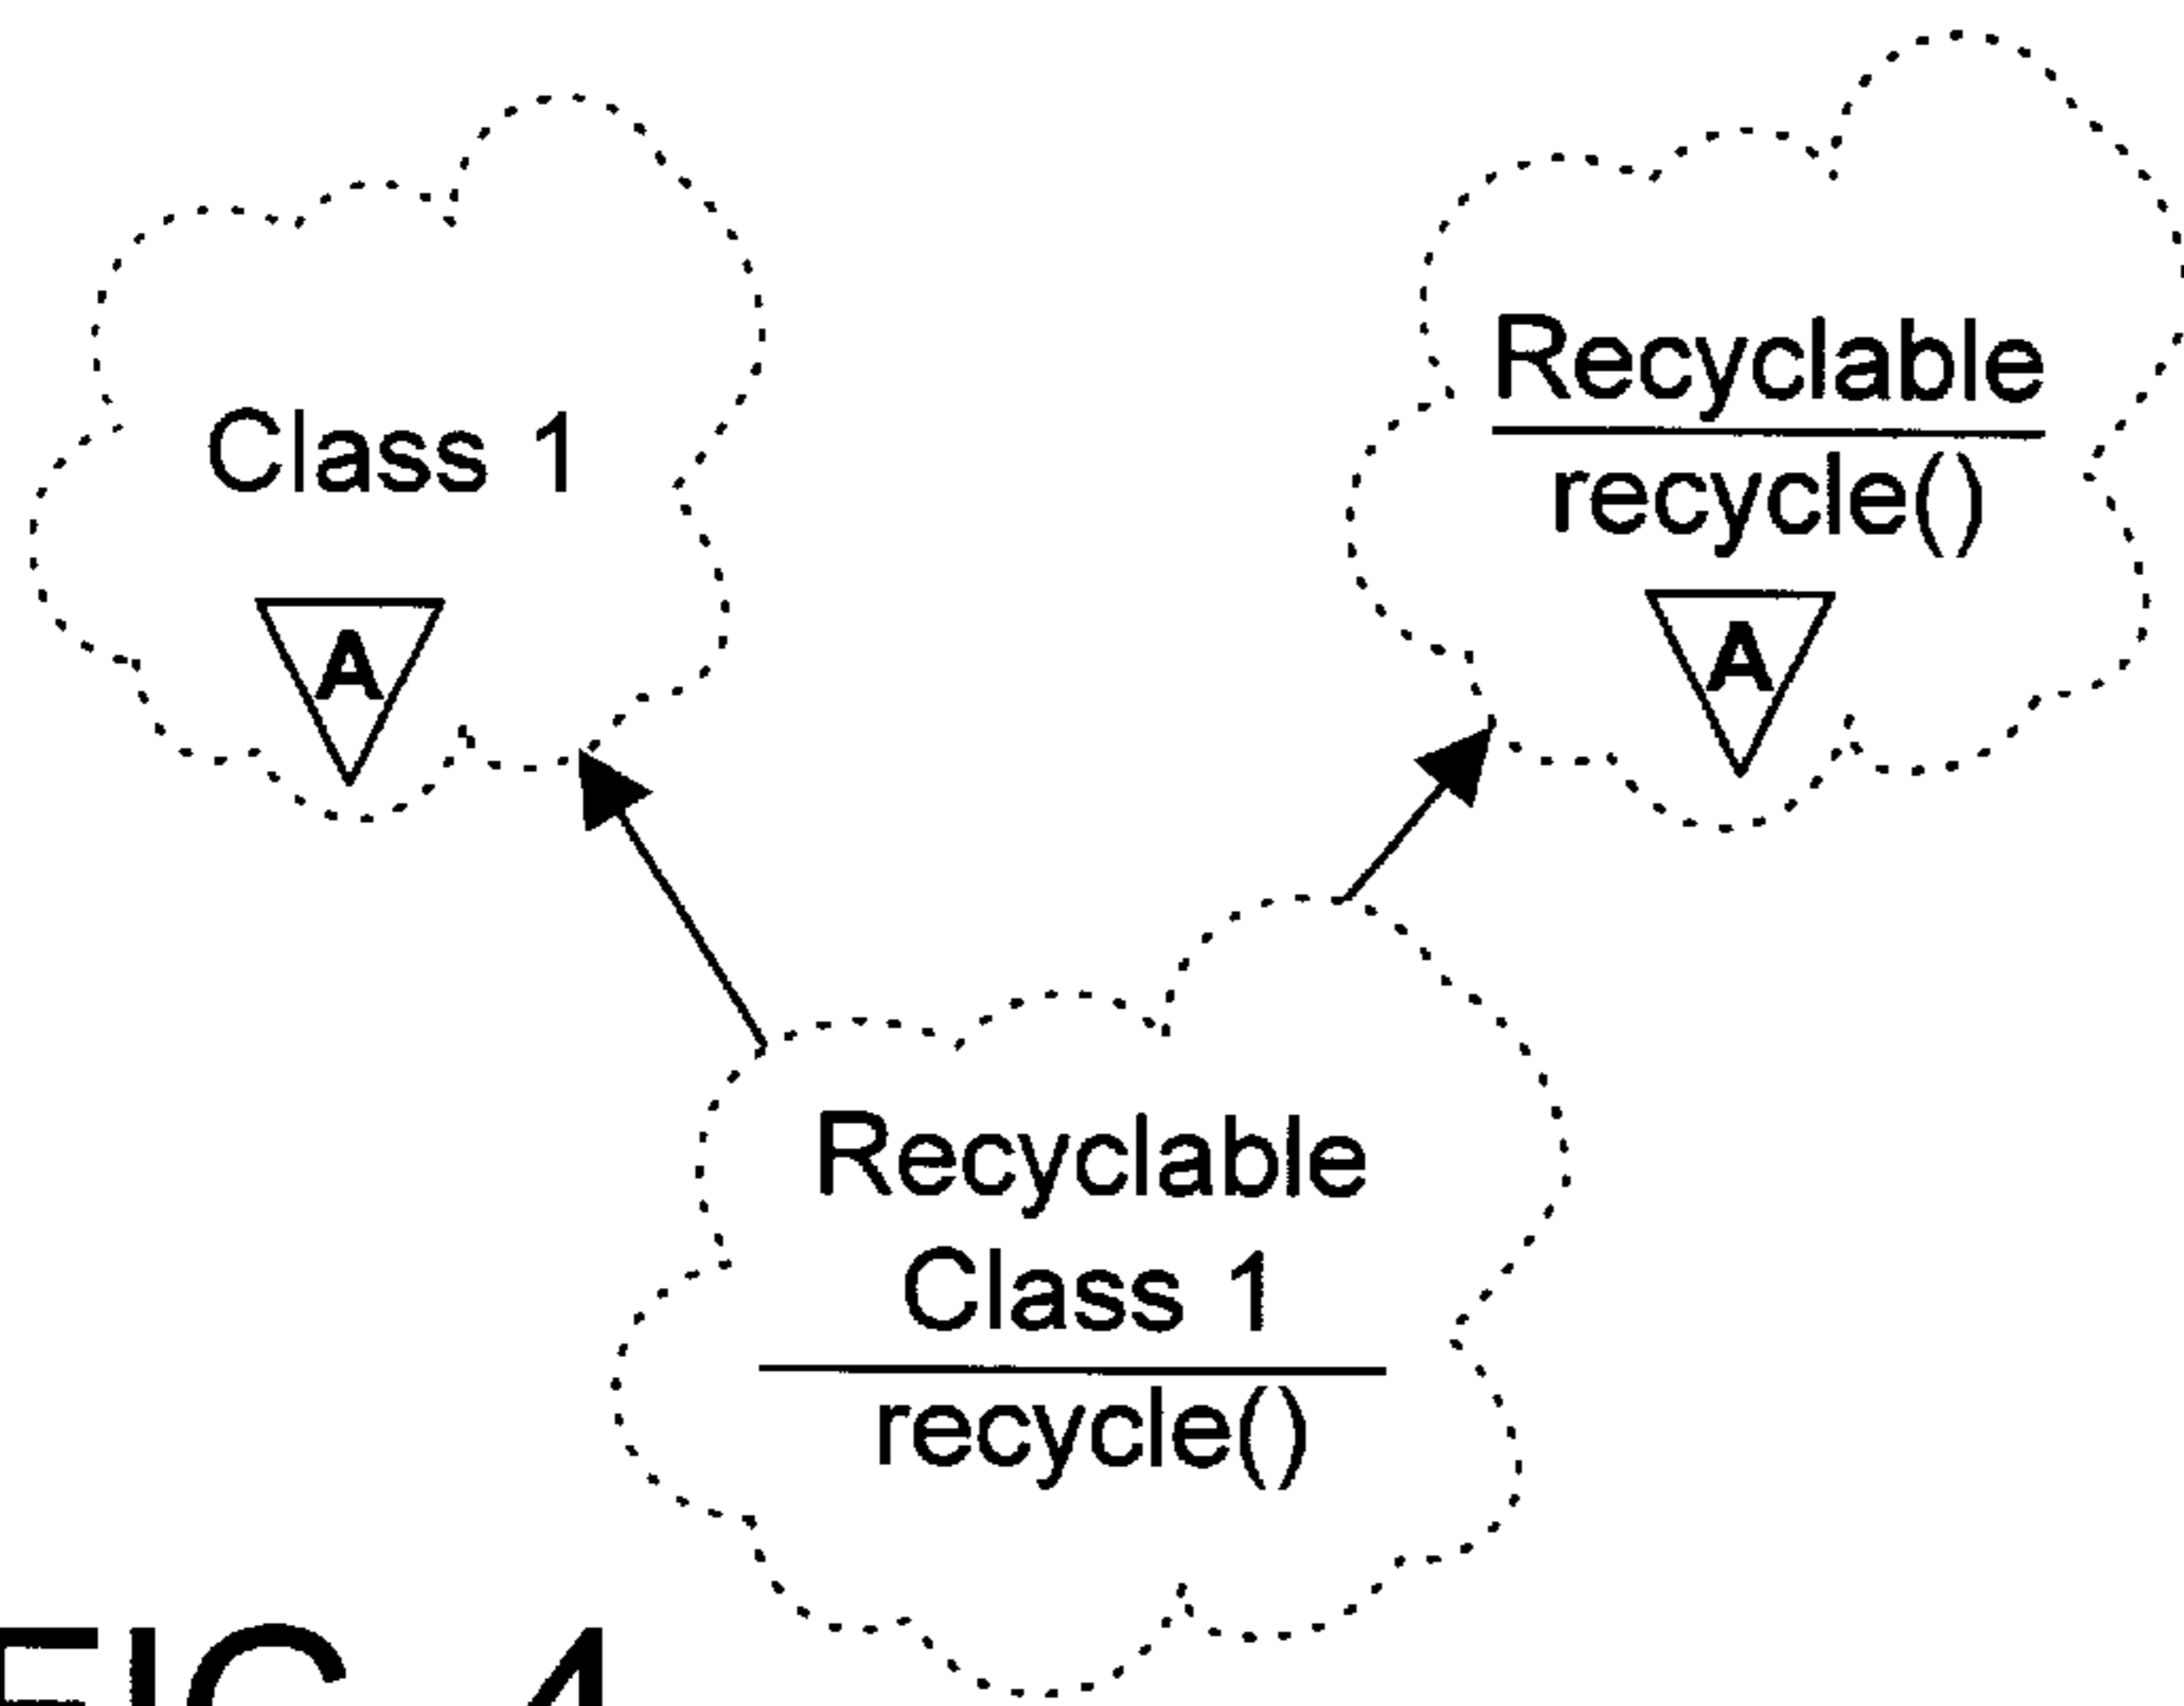 Class 1
A
Recyclable
recycle()
A
Recyclable
Class 1
recycle()
FIG. 4